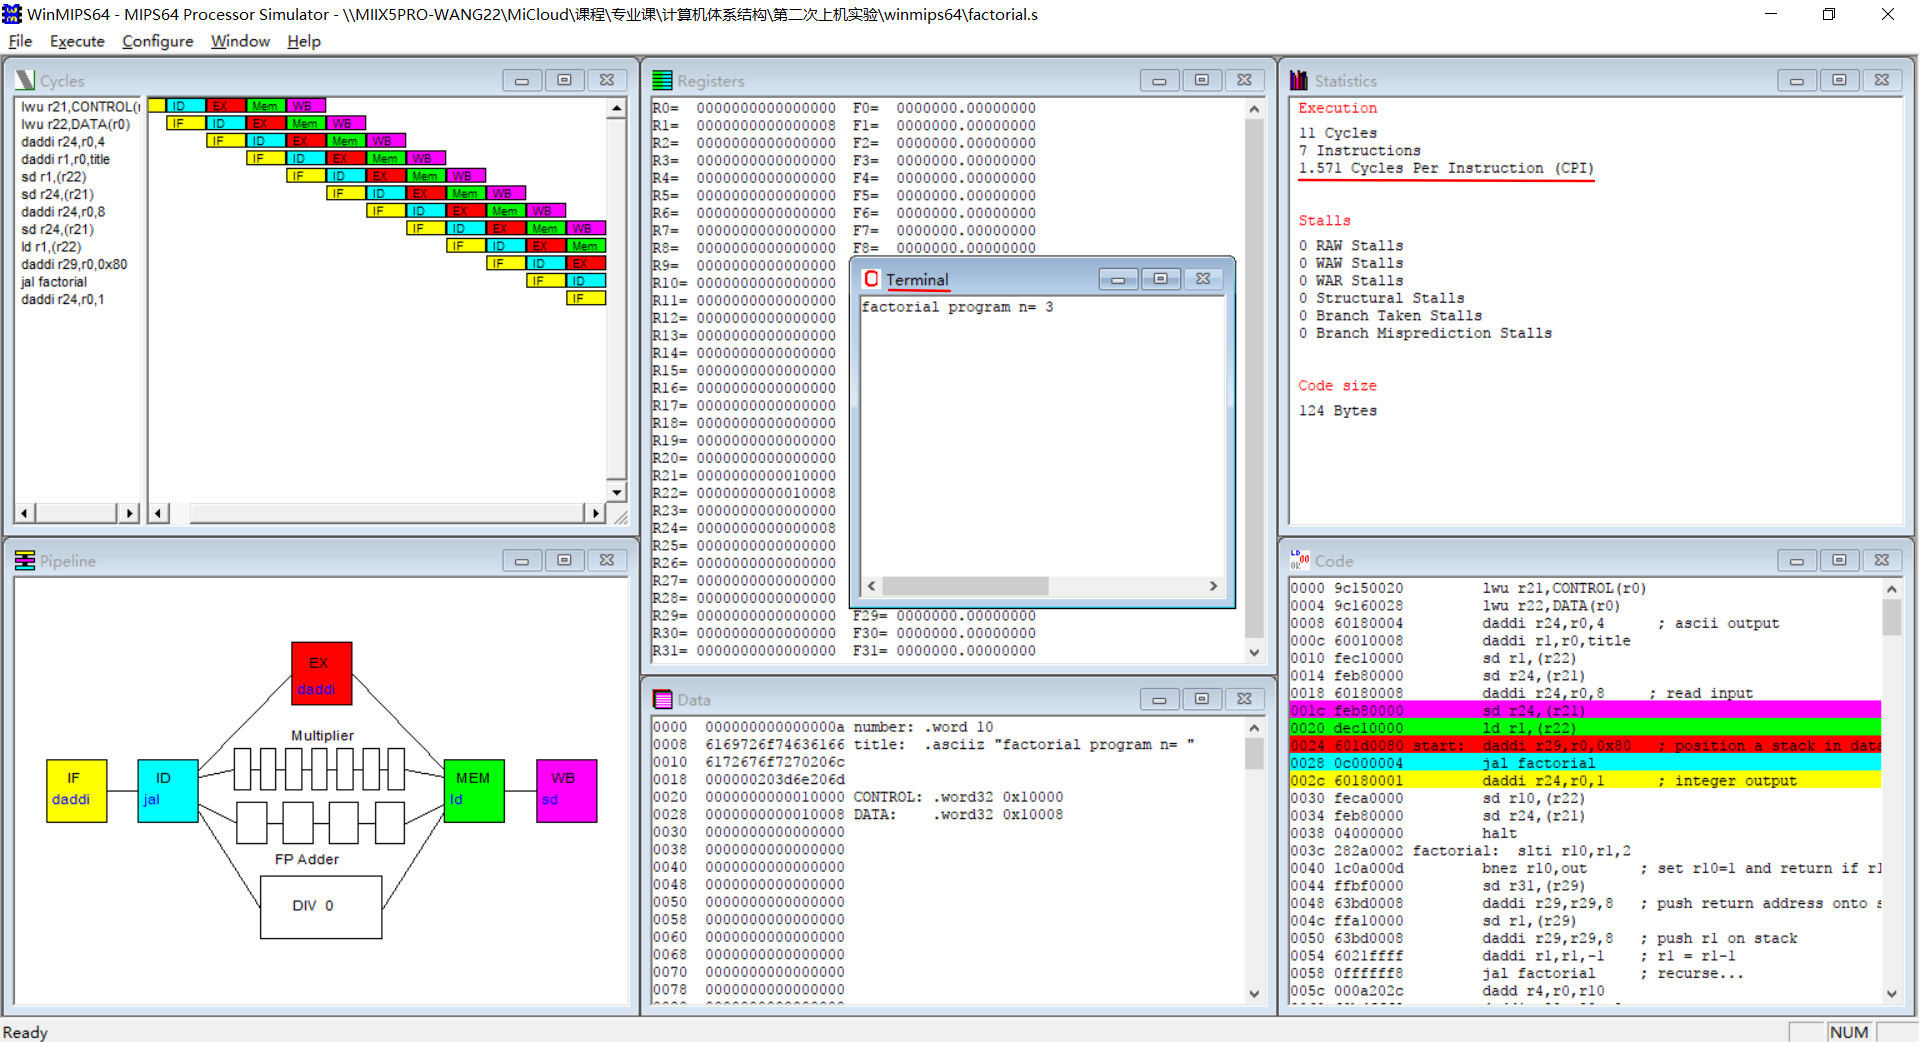 WinMIPS64 - MIPS64 Processor Simulator - \\MIIX5PRO-WANG22\MiCloud\课程\专业课\计算机体系结构\第二次上机实验\winmips64\factorial.s
File Execute Configure Window Help
Cycles
lwu r21,CONTROL(r
lwu r22,DATA(r0)
daddi r24,r0,4
daddi r1,r0,title
sd r1,(r22)
sd r24,(r21)
daddi r24,r0,8
sd r24,(r21)
ld r1,(r22)
daddi r29,r0,0x80
jal factorial
daddi r24,r0,1
ID EX Mem WB
IF ID EX Mem WB
IF ID EX Mem WB
IF ID EX Mem WB
IF ID EX Mem WB
IF ID EX Mem WB
IF ID EX Mem WB
IF ID EX Mem WB
IF ID EX Mem
IF ID EX
IF ID
IF
Registers
R0= 0000000000000000 F0= 0000000.00000000
R1= 0000000000000008 F1= 0000000.00000000
R2= 0000000000000000 F2= 0000000.00000000
R3= 0000000000000000 F3= 0000000.00000000
R4= 0000000000000000 F4= 0000000.00000000
R5= 0000000000000000 F5= 0000000.00000000
R6= 0000000000000000 F6= 0000000.00000000
R7= 0000000000000000 F7= 0000000.00000000
R8= 0000000000000000 F8= 0000000.00000000
R9= 0000000000000000
R10= 0000000000000000
R11= 0000000000000000
R12= 0000000000000000
R13= 0000000000000000
R14= 0000000000000000
R15= 0000000000000000
R16= 0000000000000000
R17= 0000000000000000
R18= 0000000000000000
R19= 0000000000000000
R20= 0000000000000000
R21= 0000000000010000
R22= 0000000000010008
R23= 0000000000000000
R24= 0000000000000008
R25= 0000000000000000
R26= 0000000000000000
R27= 0000000000000000
R28= 0000000000000000
R29= 0000000000000000 F29= 0000000.00000000
R30= 0000000000000000 F30= 0000000.00000000
R31= 0000000000000000 F31= 0000000.00000000
Terminal
factorial program n= 3
Statistics
Execution
11 Cycles
7 Instructions
1.571 Cycles Per Instruction (CPI)
Stalls
0 RAW Stalls
0 WAW Stalls
0 WAR Stalls
0 Structural Stalls
0 Branch Taken Stalls
0 Branch Misprediction Stalls
Code size
124 Bytes
Pipeline
EX
daddi
Multiplier
IF
daddi
ID
jal
MEM
ld
WB
sd
FP Adder
DIV 0
Data
0000 000000000000000a number: .word 10
0008 6169726f74636166 title: .asciiz "factorial program n= "
0010 6172676f7270206c
0018 000000203d6e206d
0020 0000000000010000 CONTROL: .word32 0x10000
0028 0000000000010008 DATA: .word32 0x10008
0030 0000000000000000
0038 0000000000000000
0040 0000000000000000
0048 0000000000000000
0050 0000000000000000
0058 0000000000000000
0060 0000000000000000
0068 0000000000000000
0070 0000000000000000
0078 0000000000000000
Code
0000 9c150020 lwu r21,CONTROL(r0)
0004 9c160028 lwu r22,DATA(r0)
0008 60180004 daddi r24,r0,4 ; ascii output
000c 60010008 daddi r1,r0,title
0010 fec10000 sd r1,(r22)
0014 feb80000 sd r24,(r21)
0018 60180008 daddi r24,r0,8 ; read input
001c feb80000 sd r24,(r21)
0020 dec10000 ld r1,(r22)
0024 601d0080 start: daddi r29,r0,0x80 ; position a stack in data
0028 0c000004 jal factorial
002c 60180001 daddi r24,r0,1 ; integer output
0030 feca0000 sd r10,(r22)
0034 feb80000 sd r24,(r21)
0038 04000000 halt
003c 282a0002 factorial: slti r10,r1,2
0040 1c0a000d bnez r10,out ; set r10=1 and return if r1
0044 ffbf0000 sd r31,(r29)
0048 63bd0008 daddi r29,r29,8 ; push return address onto s
004c ffa10000 sd r1,(r29)
0050 63bd0008 daddi r29,r29,8 ; push r1 on stack
0054 6021ffff daddi r1,r1,-1 ; r1 = r1-1
0058 0ffffff8 jal factorial ; recurse...
005c 000a202c dadd r4,r0,r10
Ready
NUM